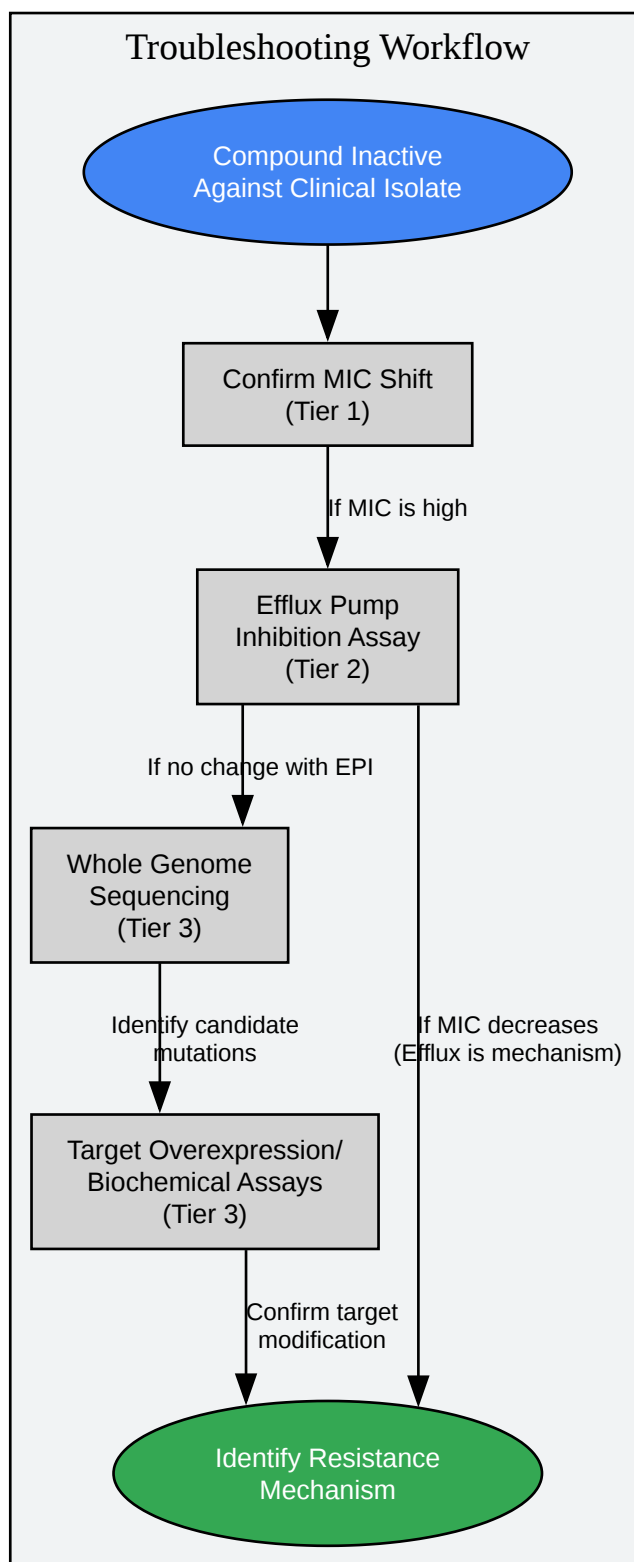 Troubleshooting Workflow
Compound Inactive
Against Clinical Isolate
Confirm MIC Shift
(Tier 1)
If MIC is high
Efflux Pump
Inhibition Assay
(Tier 2)
If no change with EPI
Whole Genome
Sequencing
(Tier 3)
Identify candidate
mutations
If MIC decreases
(Efflux is mechanism)
Target Overexpression/
Biochemical Assays
(Tier 3)
Confirm target
modification
Identify Resistance
Mechanism